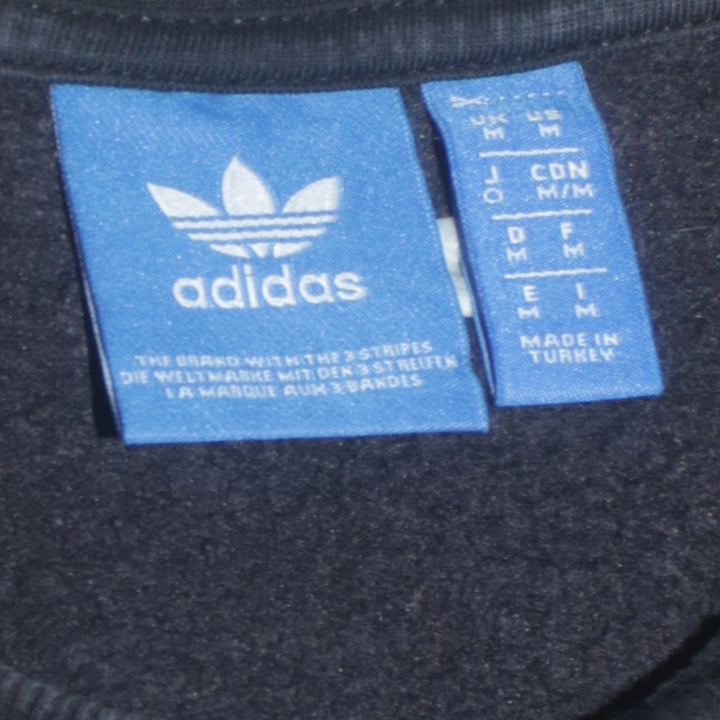 adidas
THE BRAND WITH THE 3 STRIPES
DIE WELTMARKE MIT DEN 3 STREIFEN
LA MARQUE AUX 3 BANDES
UK US
M M
J CDN
O M/M
D F
M M
E I
M M
MADE IN
TURKEY